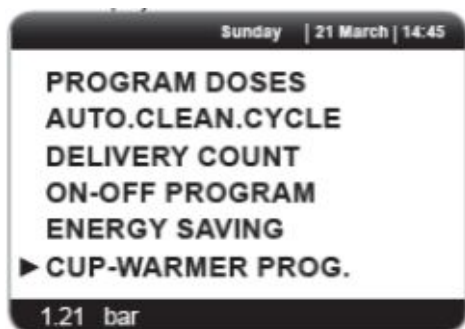 Sunday | 21 March | 14:45
PROGRAM DOSES
AUTO.CLEAN.CYCLE
DELIVERY COUNT
ON-OFF PROGRAM
ENERGY SAVING
►CUP-WARMER PROG.
1.21 bar